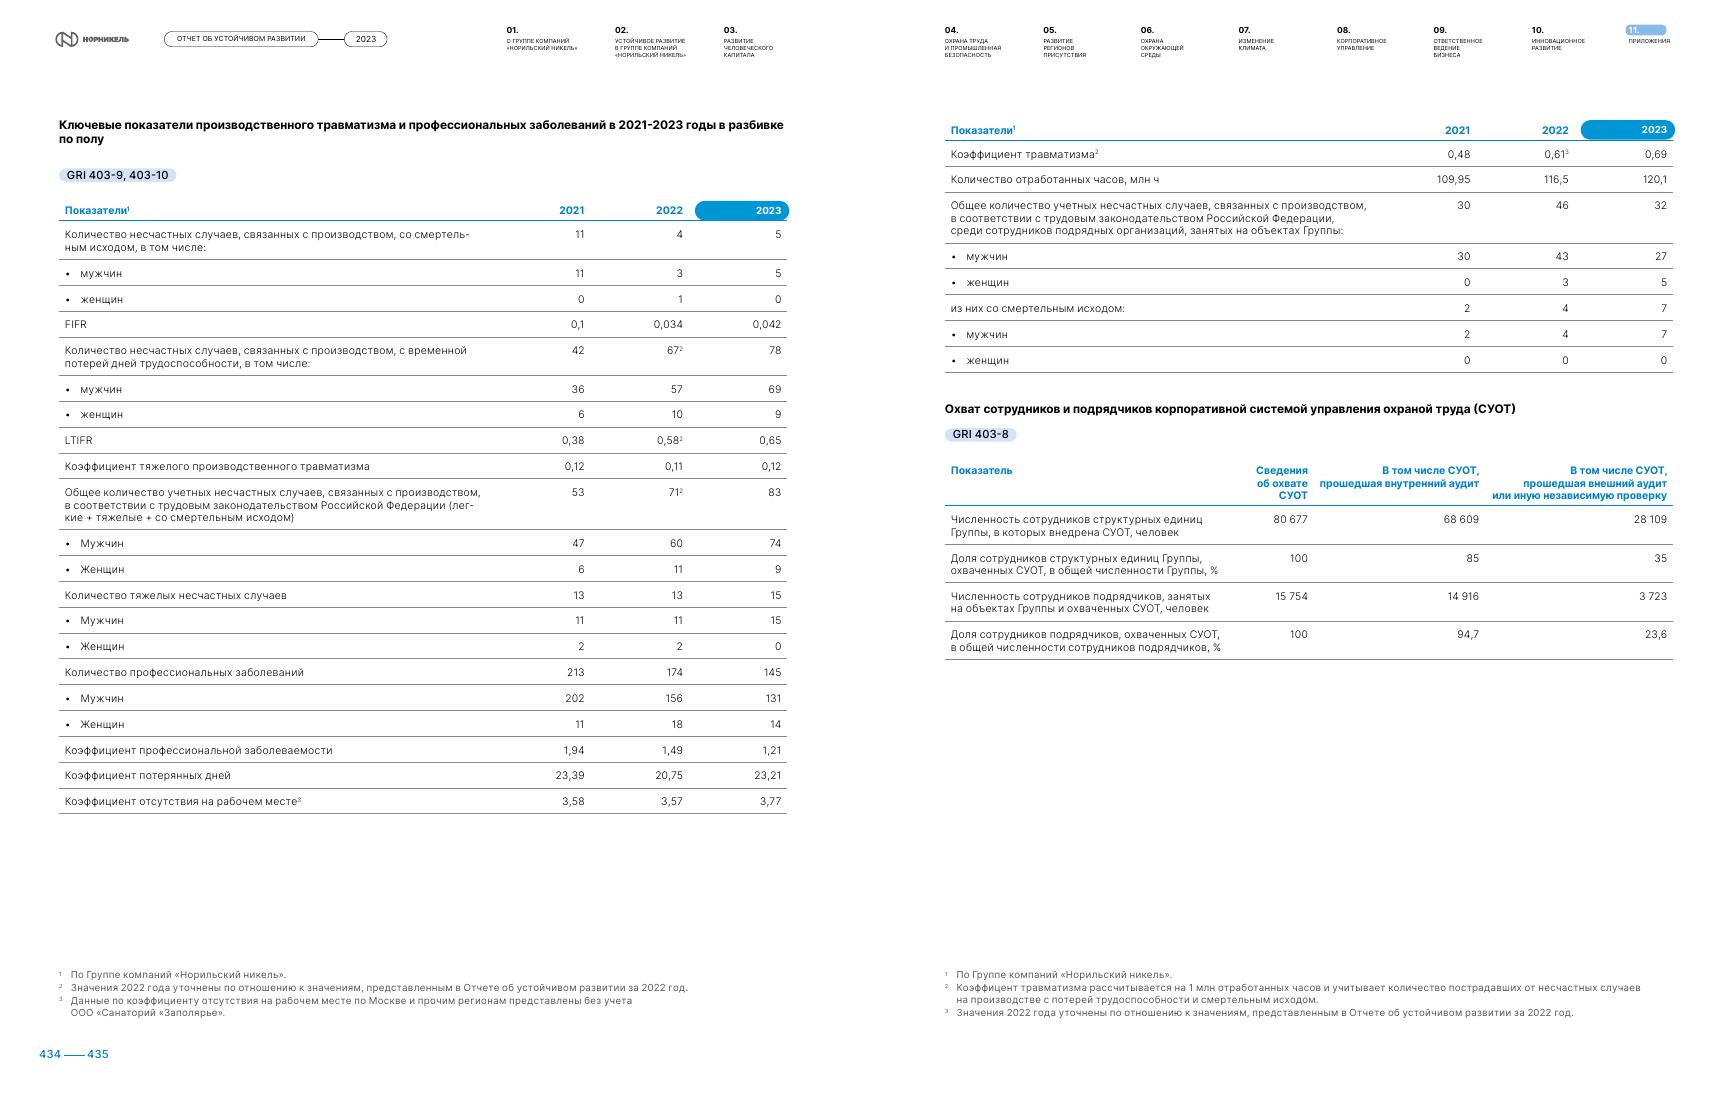 НОРНИКЕЛЬ
ОТЧЕТ ОБ УСТОЙЧИВОМ РАЗВИТИИ
2023
01.
О ГРУППЕ КОМПАНИЙ
«НОРИЛЬСКИЙ НИКЕЛЬ»
02.
УСТОЙЧИВОЕ РАЗВИТИЕ
В ГРУППЕ КОМПАНИЙ
«НОРИЛЬСКИЙ НИКЕЛЬ»
03.
РАЗВИТИЕ
ЧЕЛОВЕЧЕСКОГО
КАПИТАЛА
04.
ОХРАНА ТРУДА
И ПРОМЫШЛЕННАЯ
БЕЗОПАСНОСТЬ
05.
РАЗВИТИЕ
РЕГИОНОВ
ПРИСУТСТВИЯ
06.
ОХРАНА
ОКРУЖАЮЩЕЙ
СРЕДЫ
07.
ИЗМЕНЕНИЕ
КЛИМАТА
08.
КОРПОРАТИВНОЕ
УПРАВЛЕНИЕ
09.
ОТВЕТСТВЕННОЕ
ВЕДЕНИЕ
БИЗНЕСА
10.
ИННОВАЦИОННОЕ
РАЗВИТИЕ
11.
ПРИЛОЖЕНИЯ
Ключевые показатели производственного травматизма и профессиональных заболеваний в 2021-2023 годы в разбивке
по полу
GRI 403-9, 403-10
Показатели¹ 2021 2022 2023
Количество несчастных случаев, связанных с производством, со смертель-
ным исходом, в том числе: 11 4 5
• мужчин 11 3 5
• женщин 0 1 0
FIFR 0,1 0,034 0,042
Количество несчастных случаев, связанных с производством, с временной
потерей дней трудоспособности, в том числе: 42 67² 78
• мужчин 36 57 69
• женщин 6 10 9
LTIFR 0,38 0,58² 0,65
Коэффициент тяжелого производственного травматизма 0,12 0,11 0,12
Общее количество учетных несчастных случаев, связанных с производством,
в соответствии с трудовым законодательством Российской Федерации (лег-
кие + тяжелые + со смертельным исходом) 53 71² 83
• Мужчин 47 60 74
• Женщин 6 11 9
Количество тяжелых несчастных случаев 13 13 15
• Мужчин 11 11 15
• Женщин 2 2 0
Количество профессиональных заболеваний 213 174 145
• Мужчин 202 156 131
• Женщин 11 18 14
Коэффициент профессиональной заболеваемости 1,94 1,49 1,21
Коэффициент потерянных дней 23,39 20,75 23,21
Коэффициент отсутствия на рабочем месте³ 3,58 3,57 3,77
¹ По Группе компаний «Норильский никель».
² Значения 2022 года уточнены по отношению к значениям, представленным в Отчете об устойчивом развитии за 2022 год.
³ Данные по коэффициенту отсутствия на рабочем месте по Москве и прочим регионам представлены без учета
ООО «Санаторий «Заполярье».
434 — 435
Показатели¹ 2021 2022 2023
Коэффициент травматизма² 0,48 0,61³ 0,69
Количество отработанных часов, млн ч 109,95 116,5 120,1
Общее количество учетных несчастных случаев, связанных с производством,
в соответствии с трудовым законодательством Российской Федерации,
среди сотрудников подрядных организаций, занятых на объектах Группы: 30 46 32
• мужчин 30 43 27
• женщин 0 3 5
из них со смертельным исходом: 2 4 7
• мужчин 2 4 7
• женщин 0 0 0
Охват сотрудников и подрядчиков корпоративной системой управления охраной труда (СУОТ)
GRI 403-8
Показатель
Сведения
об охвате
СУОТ
В том числе СУОТ,
прошедшая внутренний аудит
В том числе СУОТ,
прошедшая внешний аудит
или иную независимую проверку
Численность сотрудников структурных единиц
Группы, в которых внедрена СУОТ, человек 80 677 68 609 28 109
Доля сотрудников структурных единиц Группы,
охваченных СУОТ, в общей численности Группы, % 100 85 35
Численность сотрудников подрядчиков, занятых
на объектах Группы и охваченных СУОТ, человек 15 754 14 916 3 723
Доля сотрудников подрядчиков, охваченных СУОТ,
в общей численности сотрудников подрядчиков, % 100 94,7 23,6
¹ По Группе компаний «Норильский никель».
² Коэффицент травматизма рассчитывается на 1 млн отработанных часов и учитывает количество пострадавших от несчастных случаев
на производстве с потерей трудоспособности и смертельным исходом.
³ Значения 2022 года уточнены по отношению к значениям, представленным в Отчете об устойчивом развитии за 2022 год.